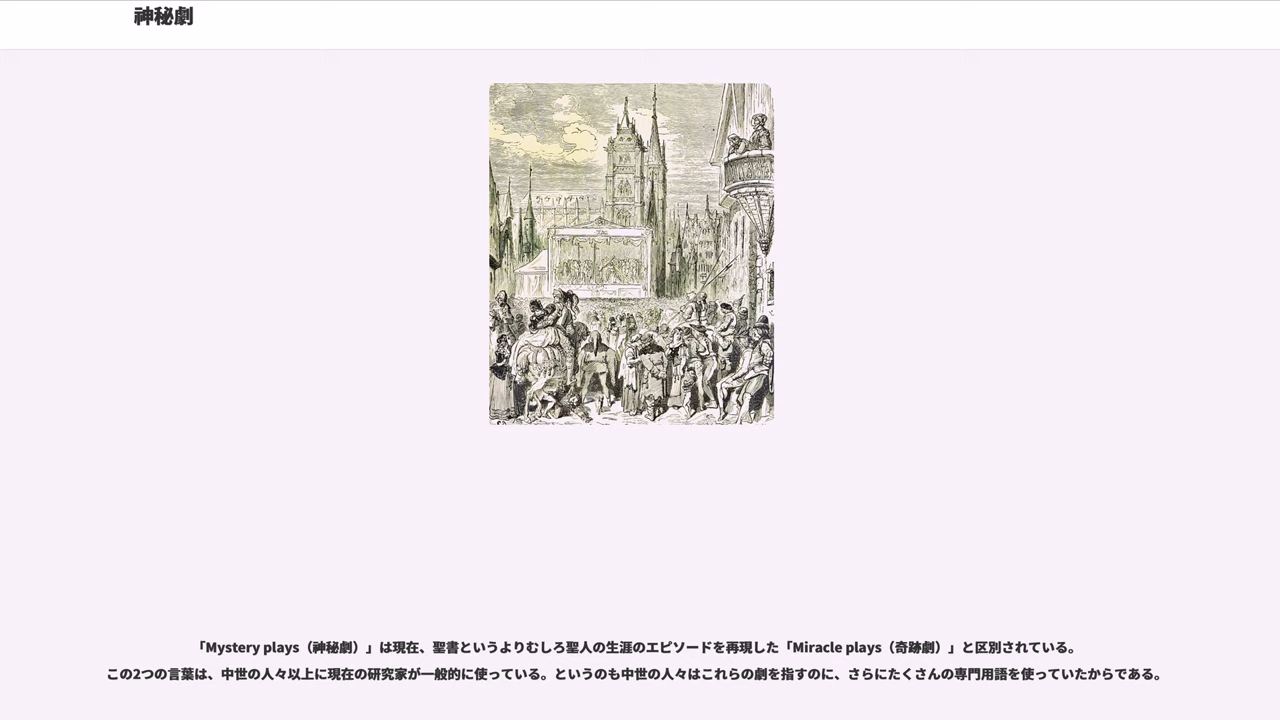 神秘劇
「Mystery plays（神秘劇）」は現在、聖書というよりむしろ聖人の生涯のエピソードを再現した「Miracle plays（奇跡劇）」と区別されている。
この2つの言葉は、中世の人々以上に現在の研究家が一般的に使っている。というのも中世の人々はこれらの劇を指すのに、さらにたくさんの専門用語を使っていたからである。